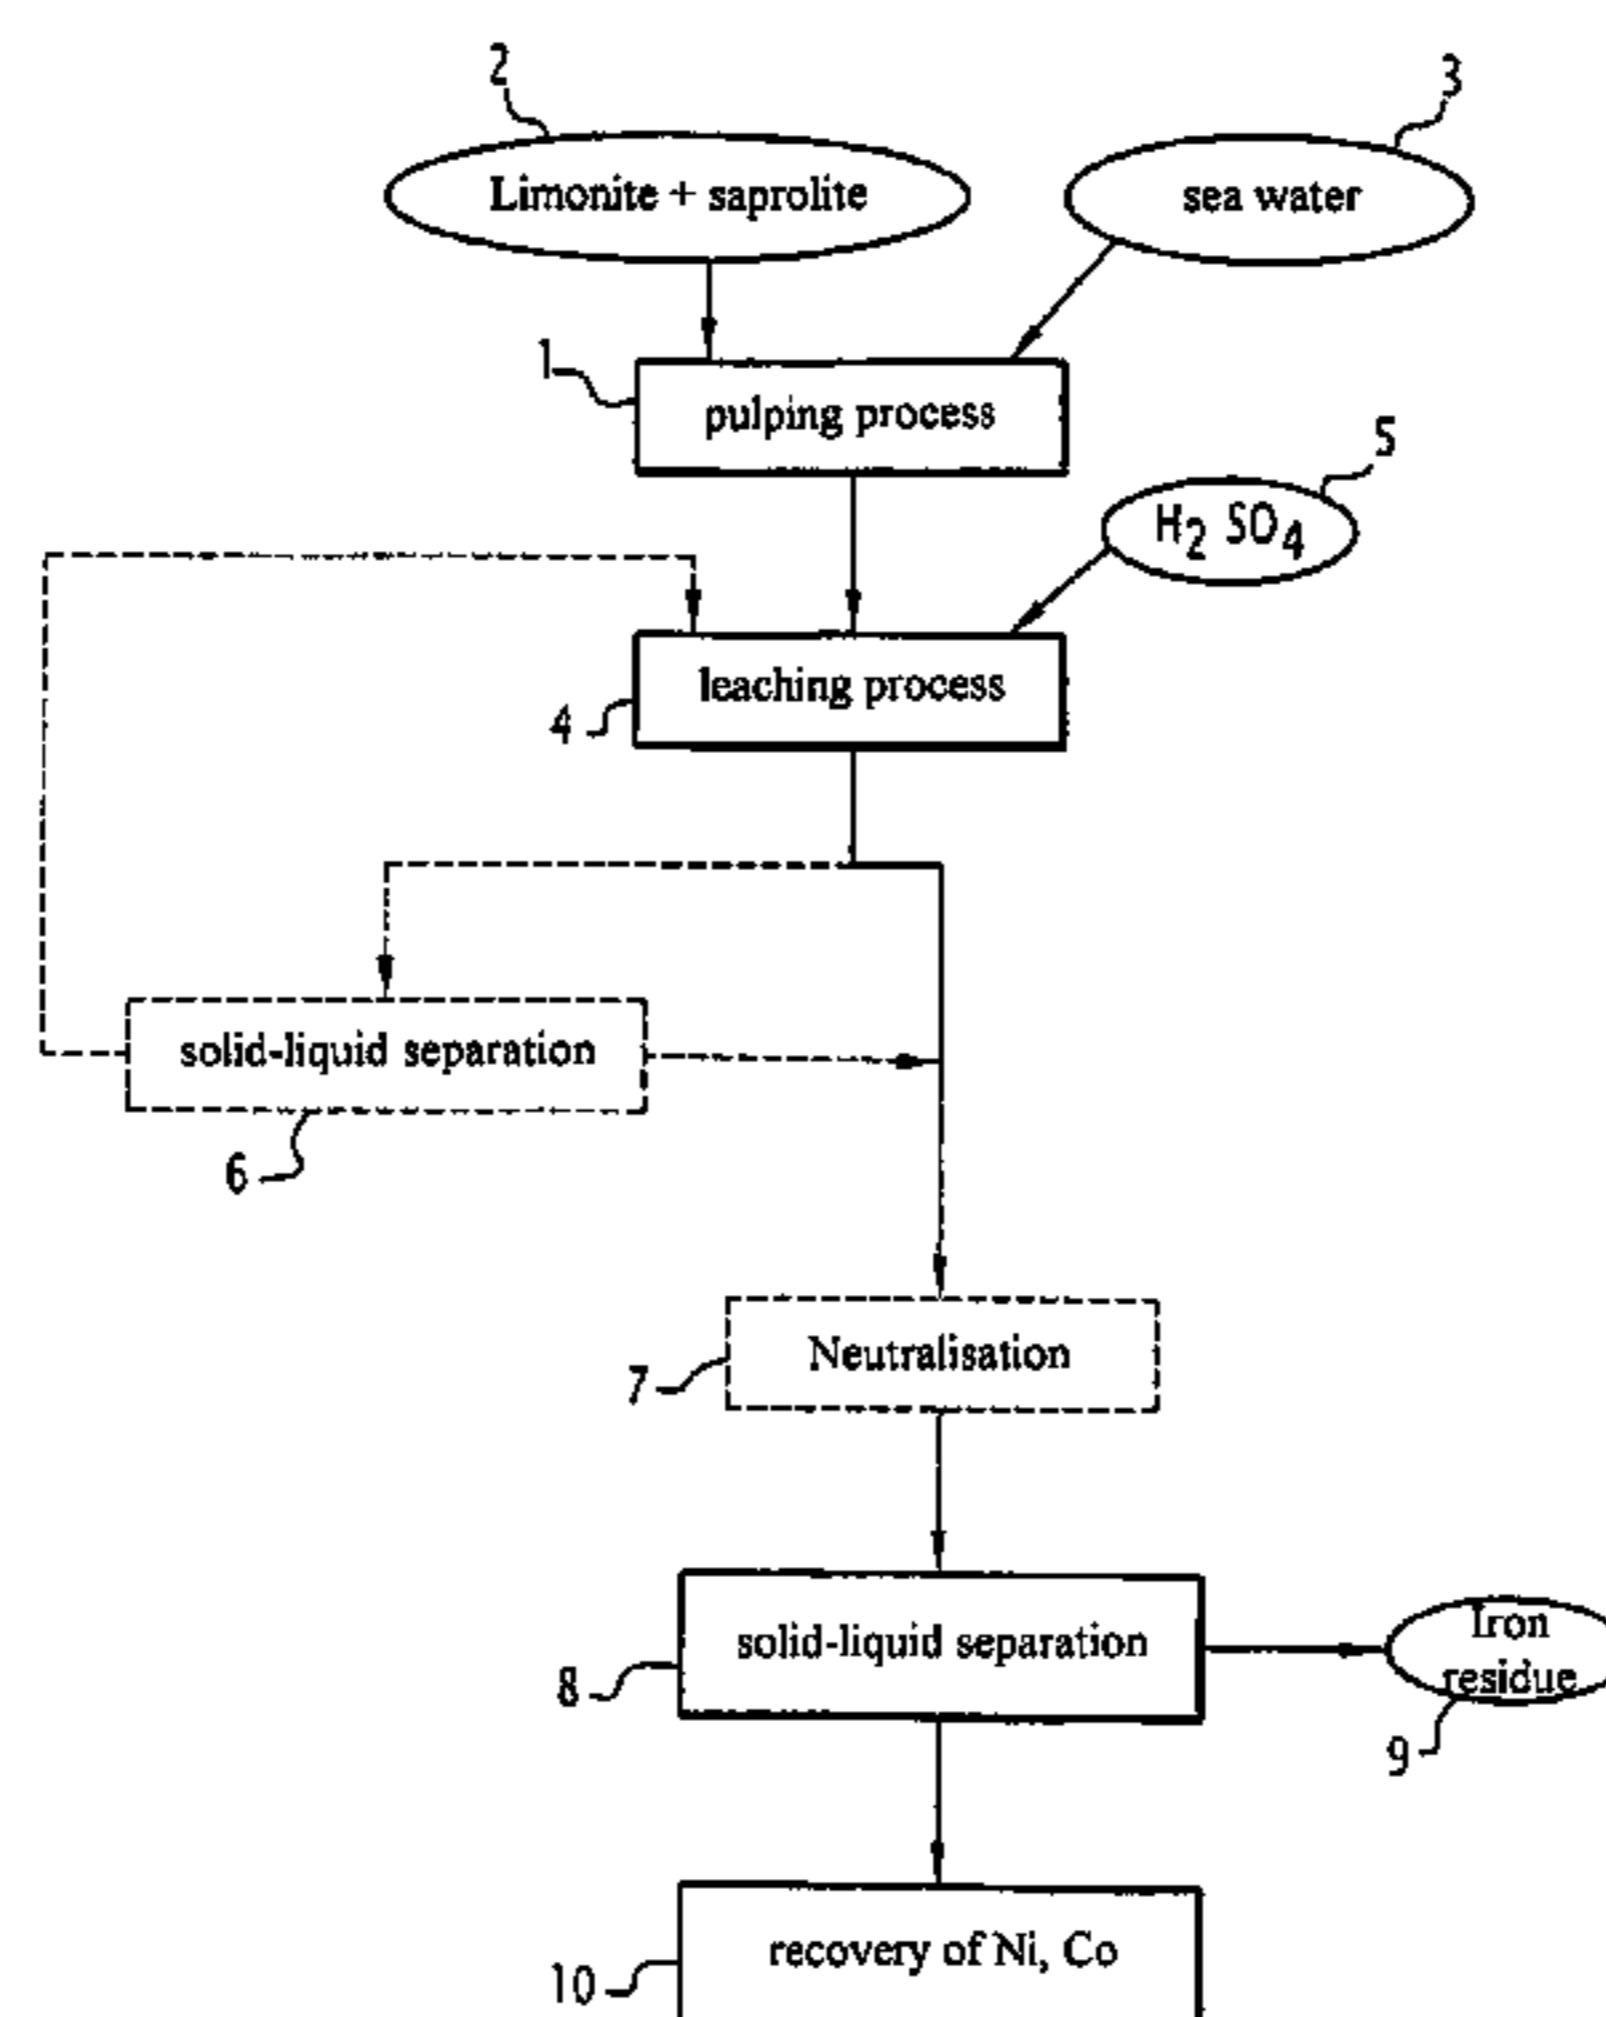 2
3
Limonite + saprolite
sea water
1
pulping process
5
H2 SO4
leaching process
4
solid-liquid separation
6
Neutralisation
7
solid-liquid separation
Iron
residue
8
9
recovery of Ni, Co
10